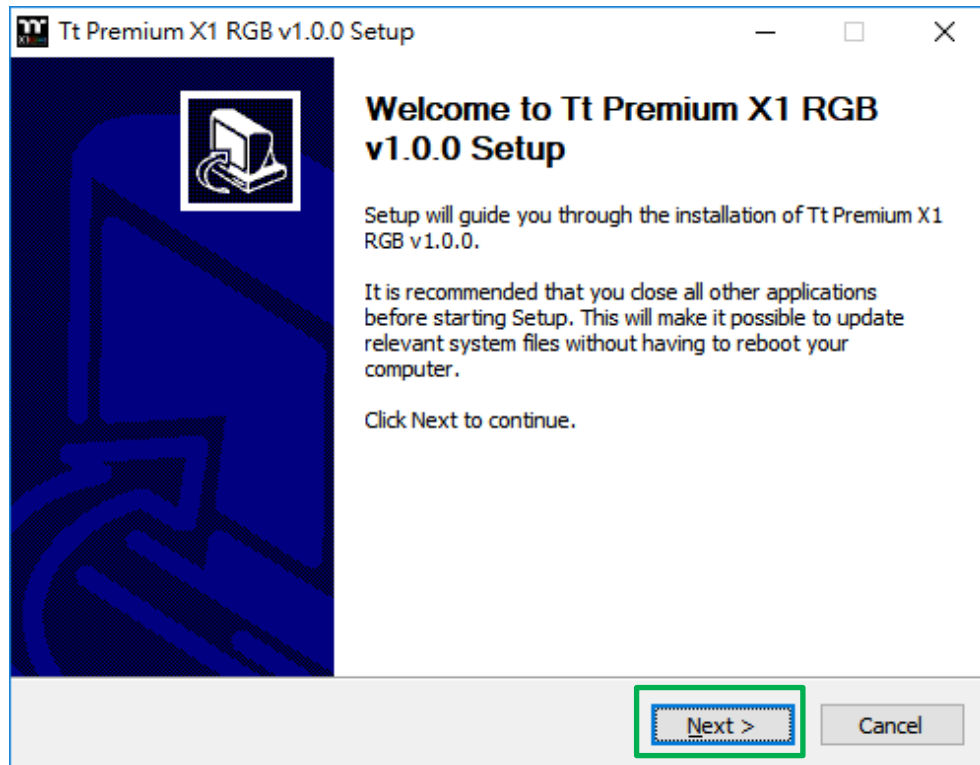 Tt Premium X1 RGB v1.0.0 Setup
Welcome to Tt Premium X1 RGB
v1.0.0 Setup
Setup will guide you through the installation of Tt Premium X1
RGB v1.0.0.
It is recommended that you close all other applications
before starting Setup. This will make it possible to update
relevant system files without having to reboot your
computer.
Click Next to continue.
Next >
Cancel